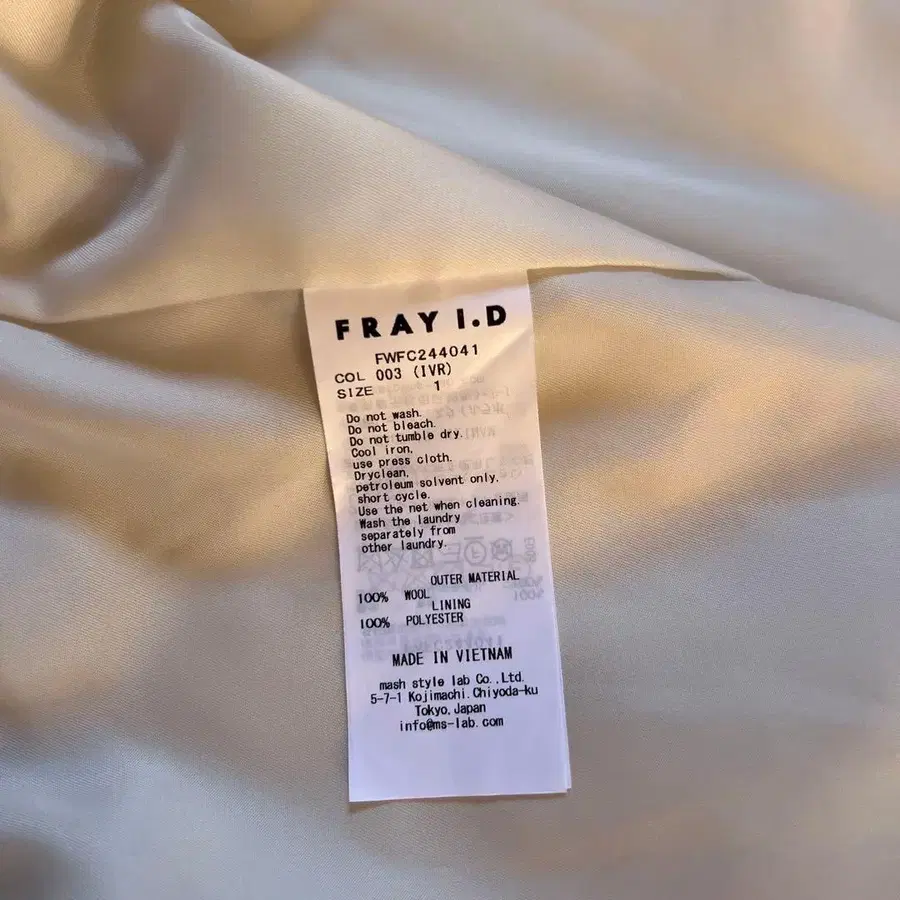 FRAY I.D
FWFC244041
COL 003 (IVR)
SIZE 1
Do not wash.
Do not bleach.
Do not tumble dry.
Cool iron,
use press cloth.
Dryclean,
petroleum solvent only.
short cycle.
Use the net when cleaning.
Wash the laundry
separately from
other laundry.
OUTER MATERIAL
100% WOOL
LINING
100% POLYESTER
MADE IN VIETNAM
mash style lab Co.,Ltd.
5-7-1 Kojimachi.Chiyoda-ku
Tokyo,Japan
info@ms-lab.com